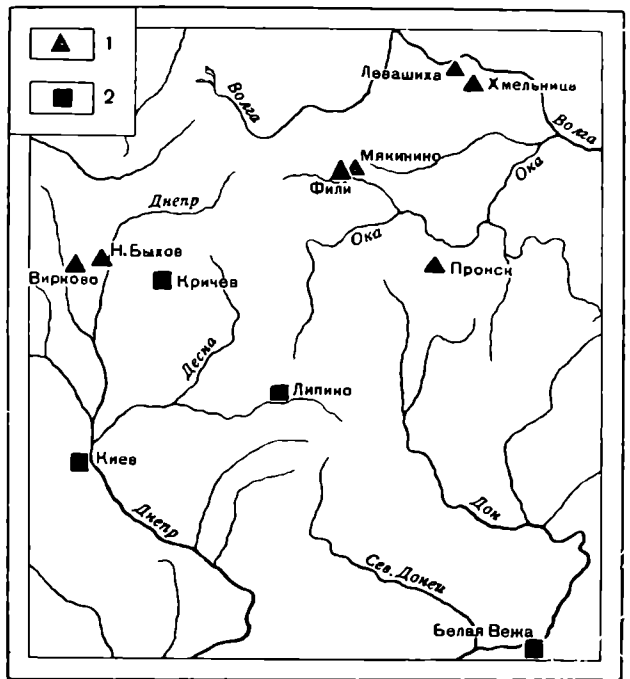 1
2
Левашиха
Хмельница
Волга
Волга
Мякинино
Ока
Фили
Днепр
Ока
Н.Быхов
Пронск
Вирково
Кричев
Десна
Липино
Киев
Дон
Днепр
Сев. Донец
Белая Вежа